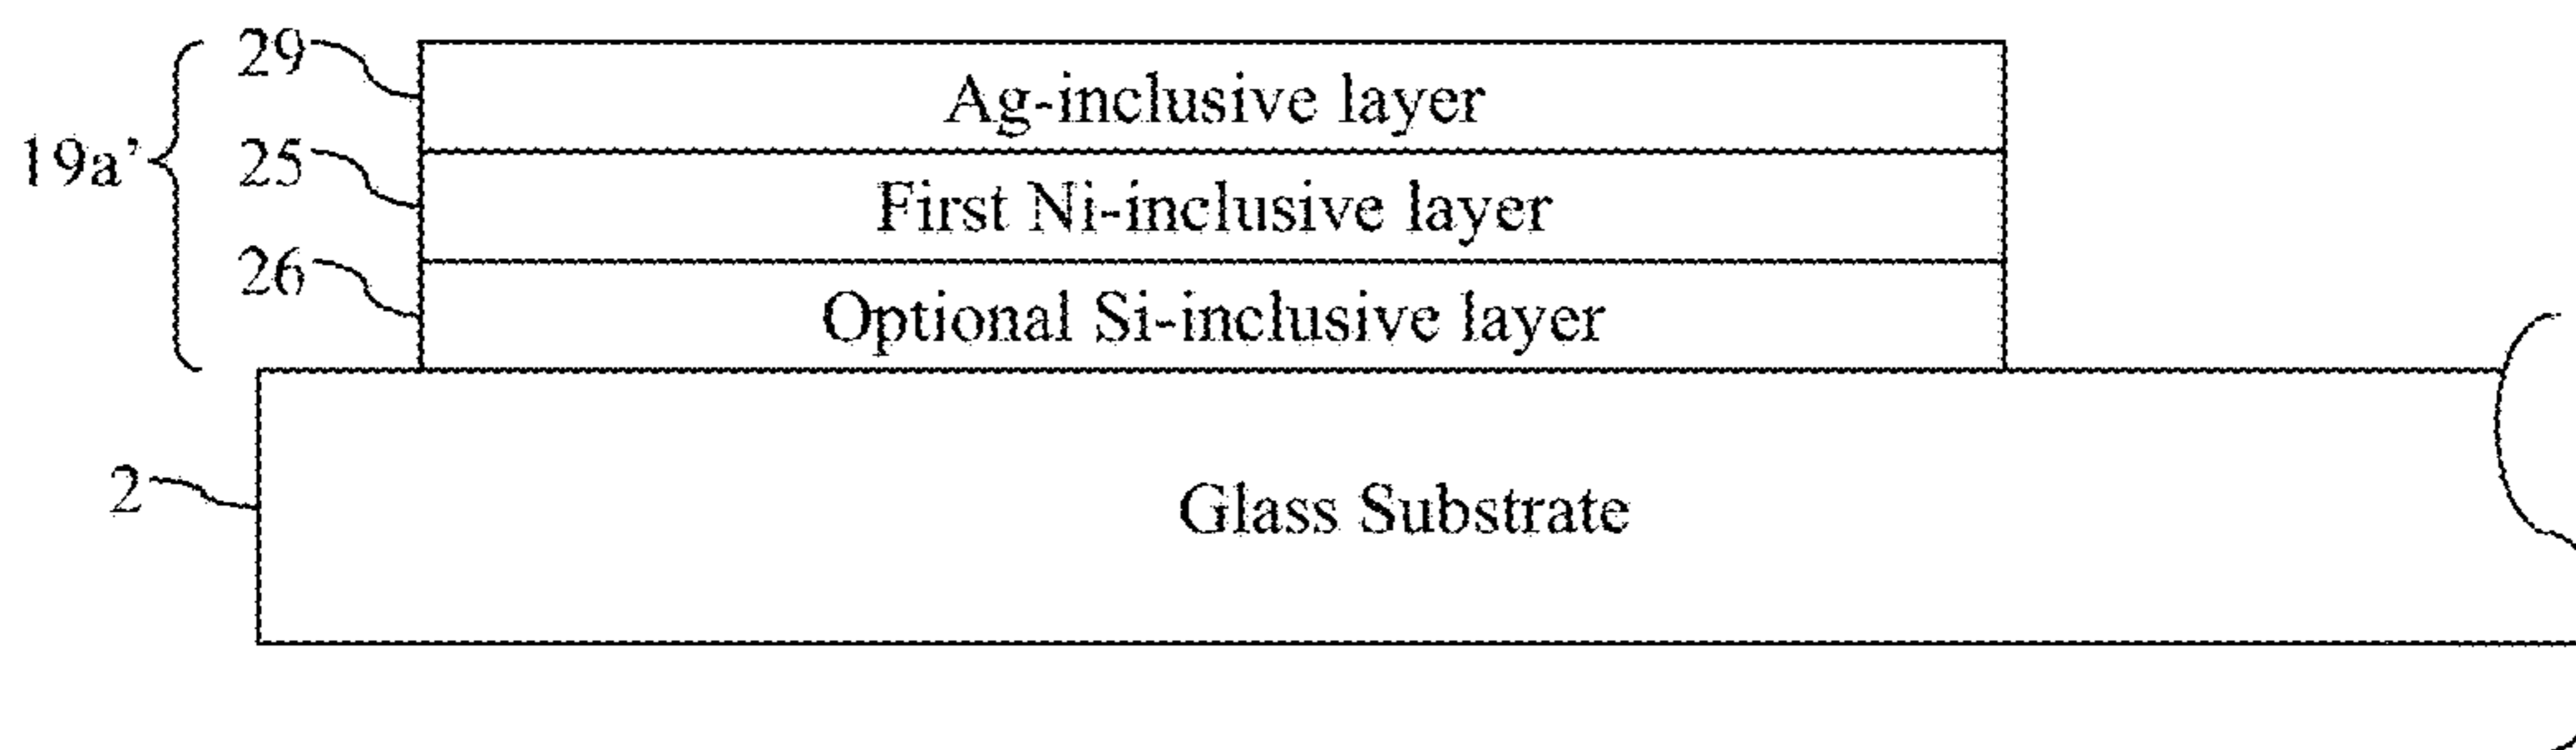 29
Ag-inclusive layer
19a’
25
First Ni-inclusive layer
26
Optional Si-inclusive layer
2
Glass Substrate